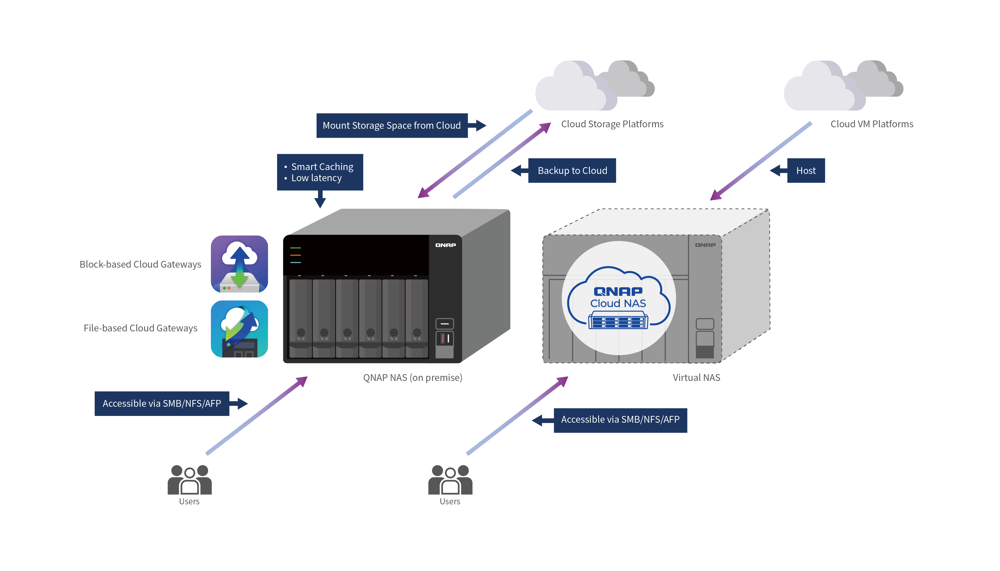 Mount Storage Space from Cloud
Cloud Storage Platforms
Cloud VM Platforms
• Smart Caching
• Low latency
Backup to Cloud
Host
Block-based Cloud Gateways
File-based Cloud Gateways
QNAP
QNAP
QNAP
Cloud NAS
QNAP NAS (on premise)
Virtual NAS
Accessible via SMB/NFS/AFP
Accessible via SMB/NFS/AFP
Users
Users